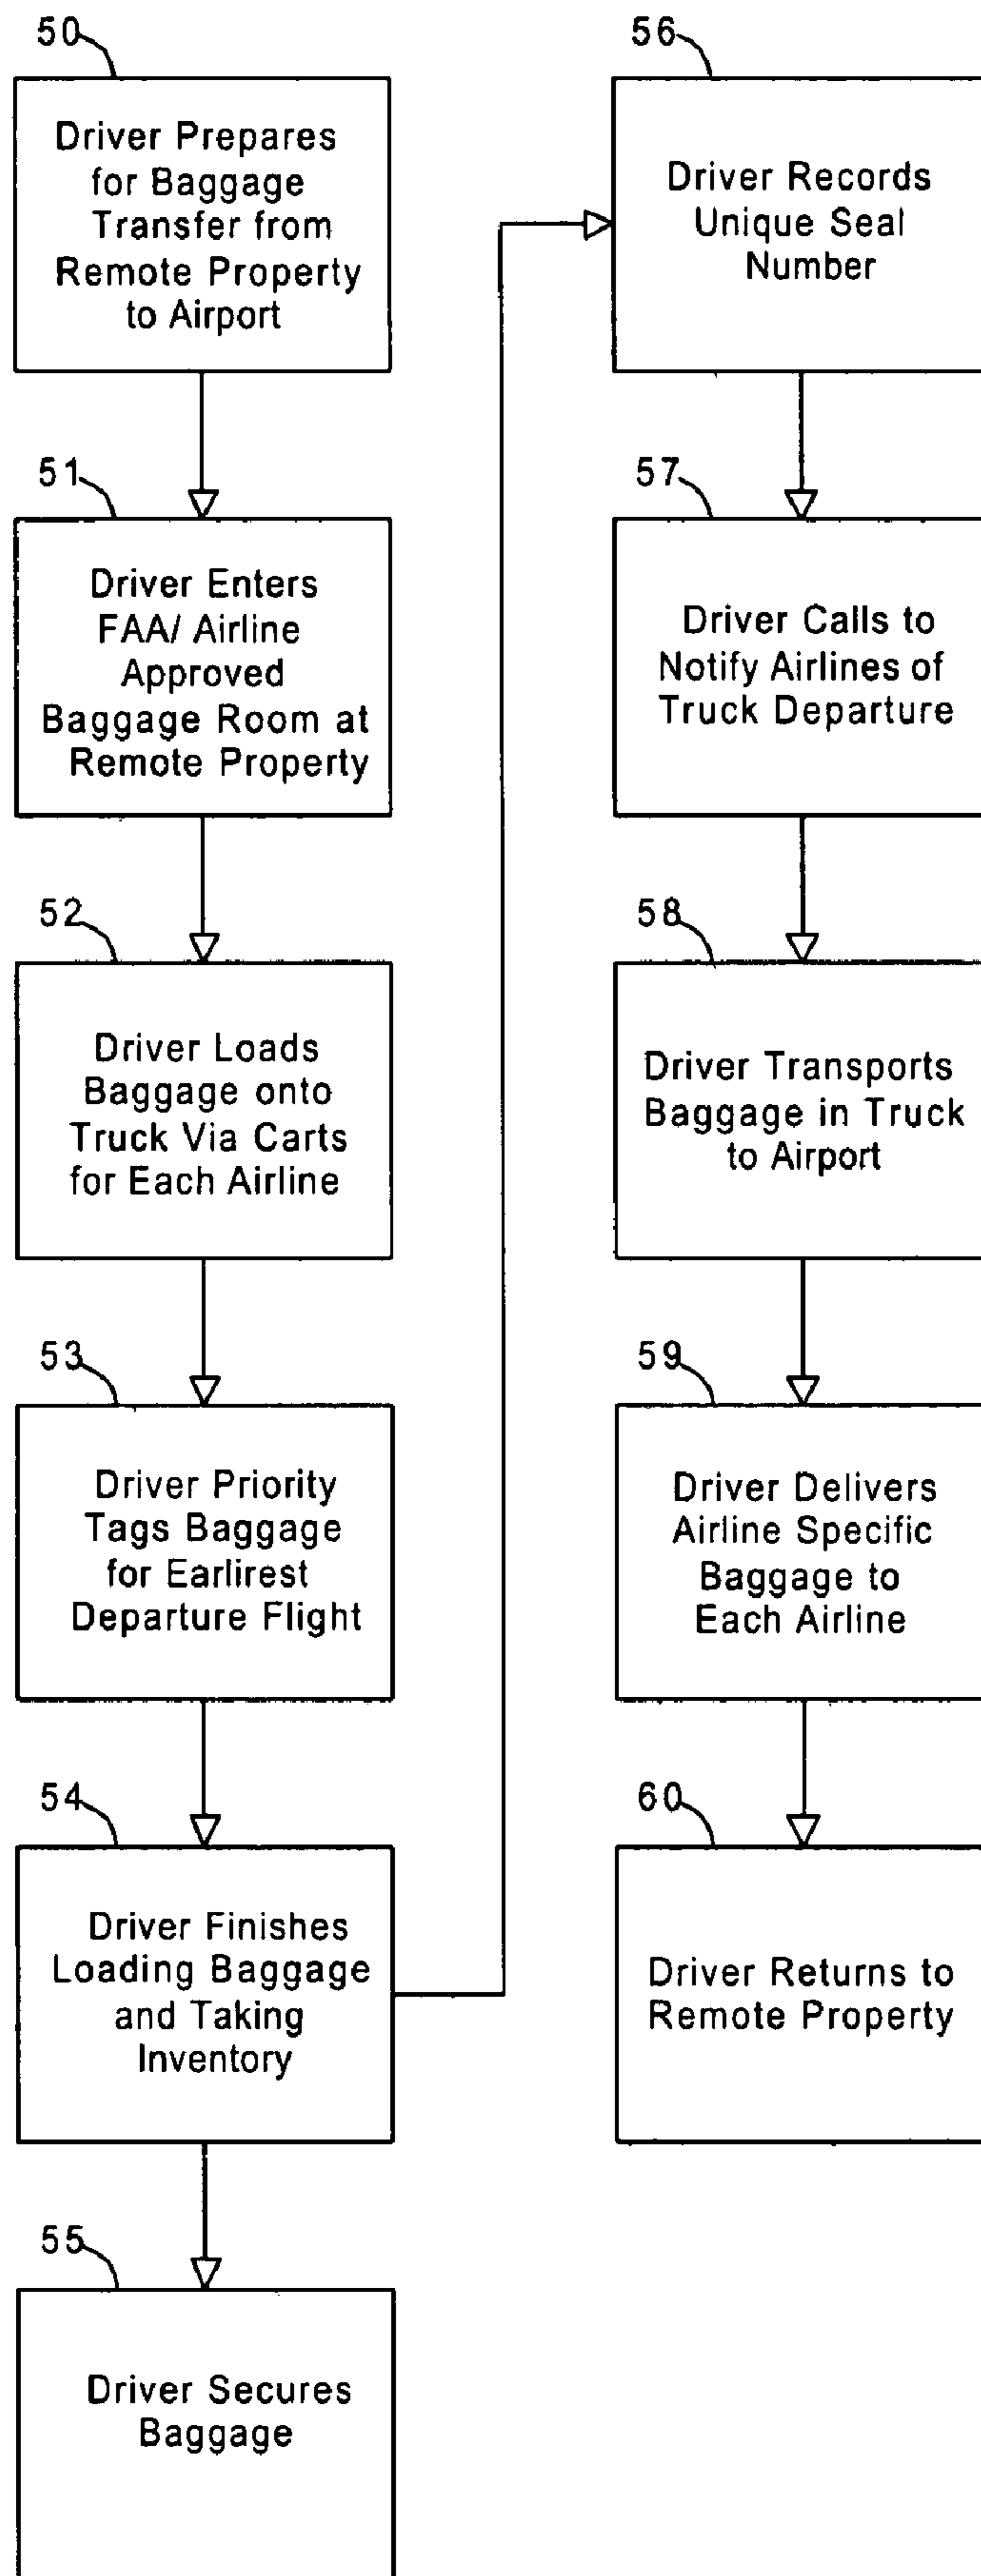 50
Driver Prepares
for Baggage
Transfer from
Remote Property
to Airport
51
Driver Enters
FAA/ Airline
Approved
Baggage Room at
Remote Property
52
Driver Loads
Baggage onto
Truck Via Carts
for Each Airline
53
Driver Priority
Tags Baggage
for Earlirest
Departure Flight
54
Driver Finishes
Loading Baggage
and Taking
Inventory
55
Driver Secures
Baggage
56
Driver Records
Unique Seal
Number
57
Driver Calls to
Notify Airlines of
Truck Departure
58
Driver Transports
Baggage in Truck
to Airport
59
Driver Delivers
Airline Specific
Baggage to
Each Airline
60
Driver Returns to
Remote Property